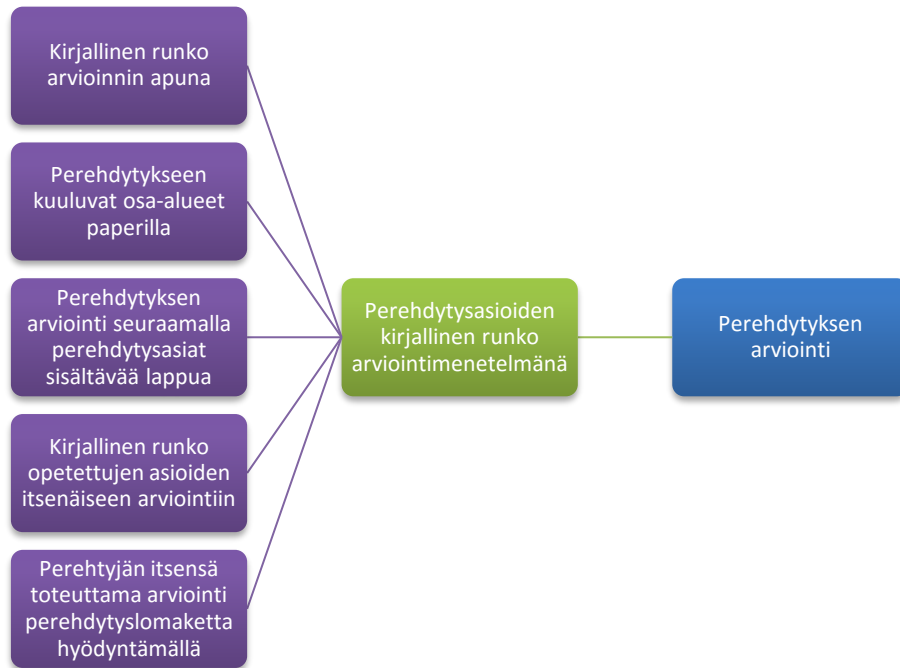 Kirjallinen runko
arvioinnin apuna
Perehdytykseen
kuuluvat osa-alueet
paperilla
Perehdytyksen
arviointi seuraamalla
perehdytysasiat
sisältävää lappua
Kirjallinen runko
opetettujen asioiden
itsenäiseen arviointiin
Perehtyjän itsensä
toteuttama arviointi
perehdytyslomaketta
hyödyntämällä
Perehdytysasioiden
kirjallinen runko
arviointimenetelmänä
Perehdytyksen
arviointi